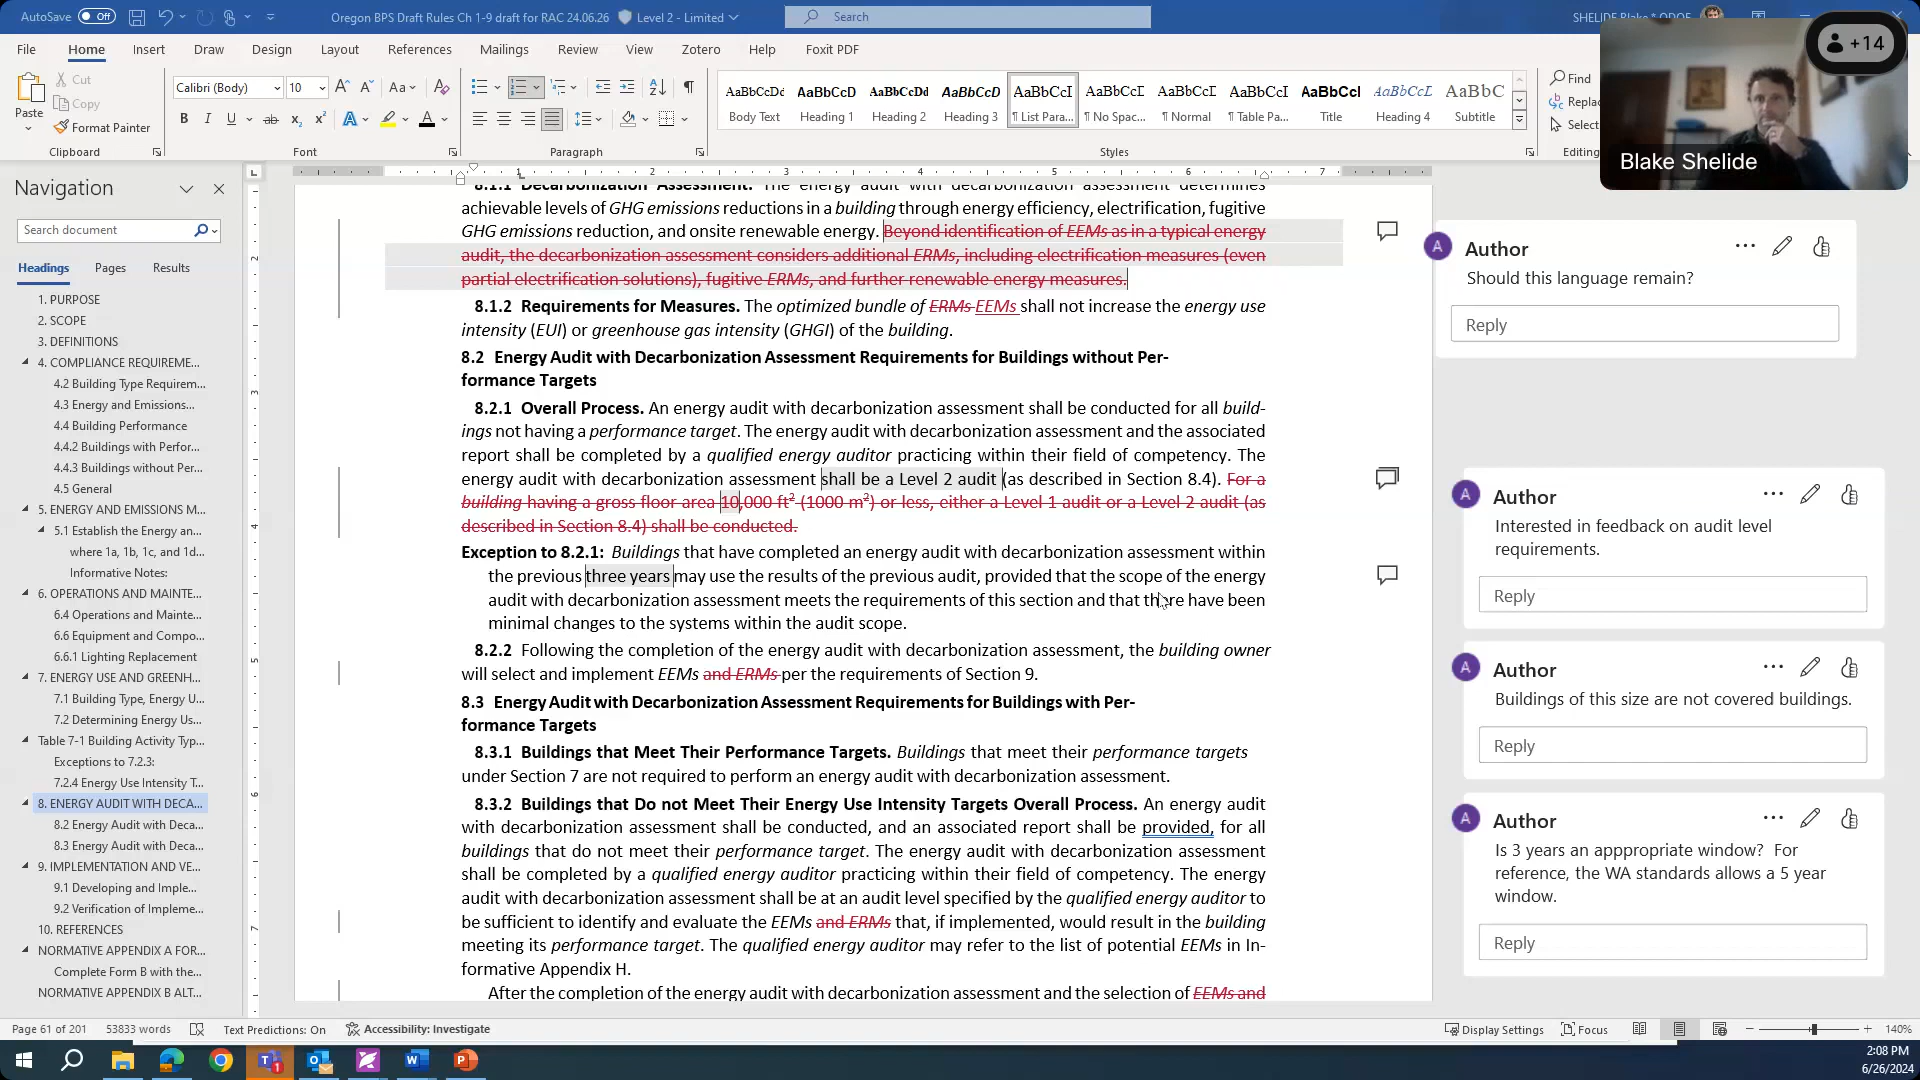 AutoSave Off
Oregon BPS Draft Rules Ch 1-9 draft for RAC 24.06.26
Level 2 - Limited
Search
SHELIDE Blake * ODOE
+14
File Home Insert Draw Design Layout References Mailings Review View Zotero Help Foxit PDF
Paste
Cut
Copy
Format Painter
Clipboard
Calibri (Body) 10
Font
Paragraph
AaBbCcDd AaBbCcD AaBbCcDd AaBbCcD AaBbCcI AaBbCcI AaBbCcI AaBbCcI AaBbCcI AaBbCcL AaBbC
Body Text Heading 1 Heading 2 Heading 3 ¶ List Para... ¶ No Spac... ¶ Normal ¶ Table Pa... Title Heading 4 Subtitle
Styles
Find
Replac
Select
Editing
Blake Shelide
Navigation
Search document
Headings Pages Results
1. PURPOSE
2. SCOPE
3. DEFINITIONS
4. COMPLIANCE REQUIREME...
4.2 Building Type Requirem...
4.3 Energy and Emissions...
4.4 Building Performance
4.4.2 Buildings with Perfor...
4.4.3 Buildings without Per...
4.5 General
5. ENERGY AND EMISSIONS M...
5.1 Establish the Energy an...
where 1a, 1b, 1c, and 1d...
Informative Notes:
6. OPERATIONS AND MAINTE...
6.4 Operations and Mainte...
6.6 Equipment and Compo...
6.6.1 Lighting Replacement
7. ENERGY USE AND GREENH...
7.1 Building Type, Energy U...
7.2 Determining Energy Us...
Table 7-1 Building Activity Typ...
Exceptions to 7.2.3:
7.2.4 Energy Use Intensity T...
8. ENERGY AUDIT WITH DECA...
8.2 Energy Audit with Deca...
8.3 Energy Audit with Deca...
9. IMPLEMENTATION AND VE...
9.1 Developing and Imple...
9.2 Verification of Impleme...
10. REFERENCES
NORMATIVE APPENDIX A FOR...
Complete Form B with the...
NORMATIVE APPENDIX B ALT...
1 2 3 4 5 6 7
8.1.1 Decarbonization Assessment. The energy audit with decarbonization assessment determines
achievable levels of GHG emissions reductions in a building through energy efficiency, electrification, fugitive
GHG emissions reduction, and onsite renewable energy. Beyond identification of EEMs as in a typical energy
audit, the decarbonization assessment considers additional ERMs, including electrification measures (even
partial electrification solutions), fugitive ERMs, and further renewable energy measures.
8.1.2 Requirements for Measures. The optimized bundle of ERMs EEMs shall not increase the energy use
intensity (EUI) or greenhouse gas intensity (GHGI) of the building.
8.2 Energy Audit with Decarbonization Assessment Requirements for Buildings without Per-
formance Targets
8.2.1 Overall Process. An energy audit with decarbonization assessment shall be conducted for all build-
ings not having a performance target. The energy audit with decarbonization assessment and the associated
report shall be completed by a qualified energy auditor practicing within their field of competency. The
energy audit with decarbonization assessment shall be a Level 2 audit (as described in Section 8.4). For a
building having a gross floor area 10,000 ft² (1000 m²) or less, either a Level 1 audit or a Level 2 audit (as
described in Section 8.4) shall be conducted.
Exception to 8.2.1: Buildings that have completed an energy audit with decarbonization assessment within
the previous three years may use the results of the previous audit, provided that the scope of the energy
audit with decarbonization assessment meets the requirements of this section and that there have been
minimal changes to the systems within the audit scope.
8.2.2 Following the completion of the energy audit with decarbonization assessment, the building owner
will select and implement EEMs and ERMs per the requirements of Section 9.
8.3 Energy Audit with Decarbonization Assessment Requirements for Buildings with Per-
formance Targets
8.3.1 Buildings that Meet Their Performance Targets. Buildings that meet their performance targets
under Section 7 are not required to perform an energy audit with decarbonization assessment.
8.3.2 Buildings that Do not Meet Their Energy Use Intensity Targets Overall Process. An energy audit
with decarbonization assessment shall be conducted, and an associated report shall be provided, for all
buildings that do not meet their performance target. The energy audit with decarbonization assessment
shall be completed by a qualified energy auditor practicing within their field of competency. The energy
audit with decarbonization assessment shall be at an audit level specified by the qualified energy auditor to
be sufficient to identify and evaluate the EEMs and ERMs that, if implemented, would result in the building
meeting its performance target. The qualified energy auditor may refer to the list of potential EEMs in In-
formative Appendix H.
After the completion of the energy audit with decarbonization assessment and the selection of EEMs and
A Author
Should this language remain?
Reply
A Author
Interested in feedback on audit level
requirements.
Reply
A Author
Buildings of this size are not covered buildings.
Reply
A Author
Is 3 years an apppropriate window? For
reference, the WA standards allows a 5 year
window.
Reply
Page 61 of 201 53833 words Text Predictions: On Accessibility: Investigate Display Settings Focus 140%
2:08 PM
6/26/2024